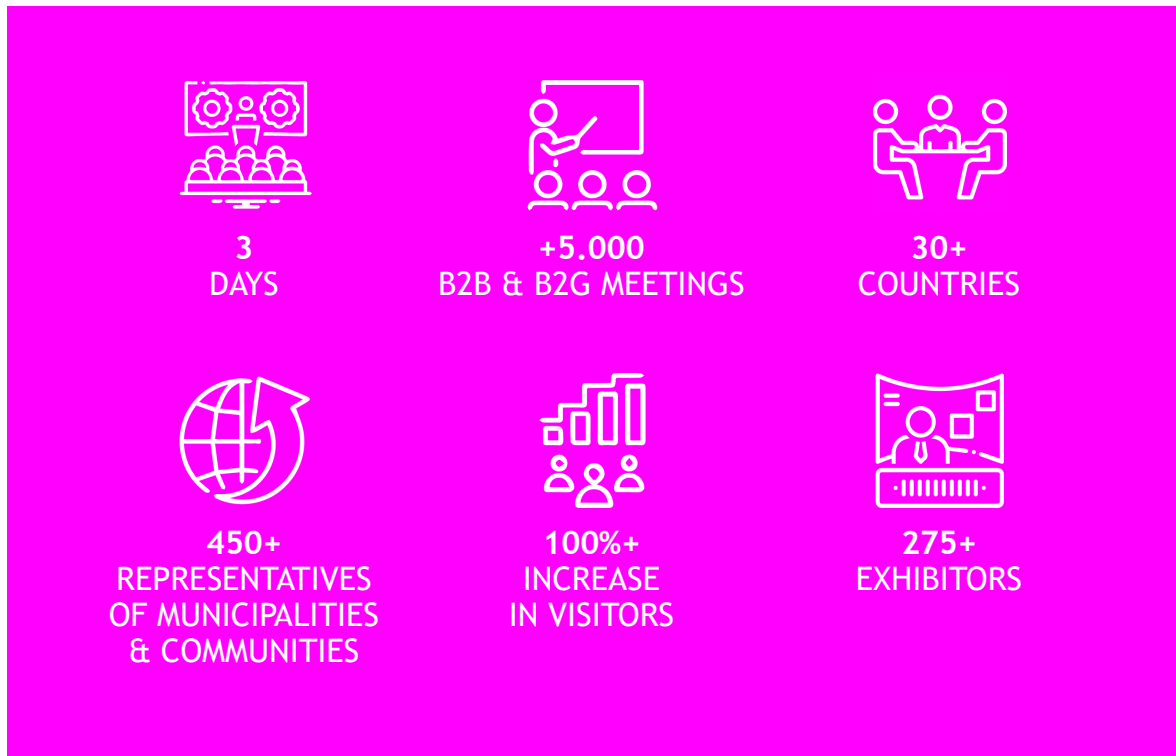 3
DAYS
+5.000
B2B & B2G MEETINGS
30+
COUNTRIES
450+
REPRESENTATIVES
OF MUNICIPALITIES
& COMMUNITIES
100%+
INCREASE
IN VISITORS
275+
EXHIBITORS